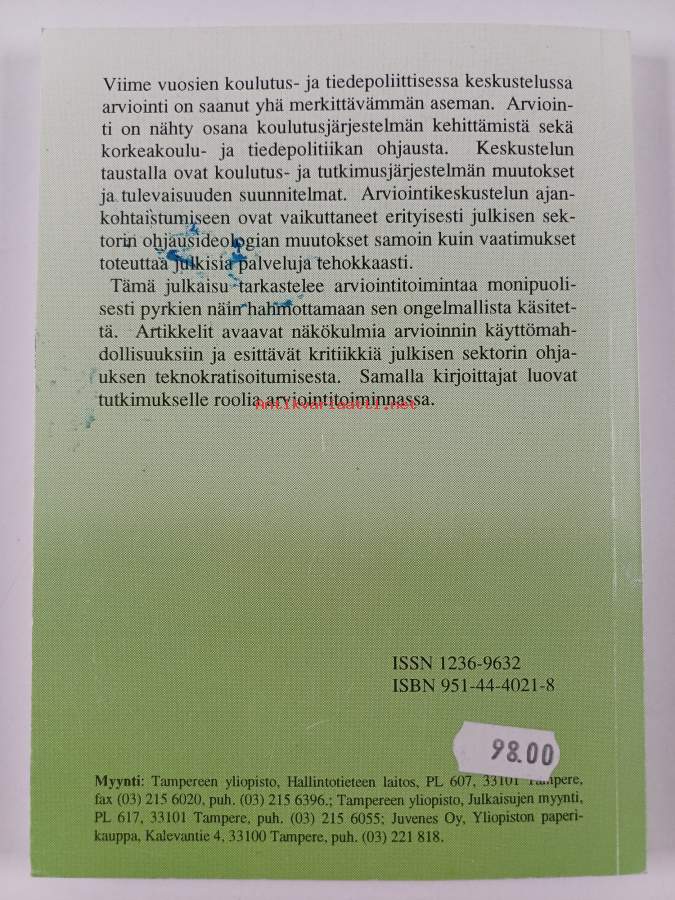 Viime vuosien koulutus- ja tiedepoliittisessa keskustelussa
arviointi on saanut yhä merkittävämmän aseman. Arvioin-
ti on nähty osana koulutusjärjestelmän kehittämistä sekä
korkeakoulu- ja tiedepolitiikan ohjausta. Keskustelun
taustalla ovat koulutus- ja tutkimusjärjestelmän muutokset
ja tulevaisuuden suunnitelmat. Arviointikeskustelun ajan-
kohtaistumiseen ovat vaikuttaneet erityisesti julkisen sek-
torin ohjausideologian muutokset samoin kuin vaatimukset
toteuttaa julkisia palveluja tehokkaasti.
Tämä julkaisu tarkastelee arviointitoimintaa monipuoli-
sesti pyrkien näin hahmottamaan sen ongelmallista käsitet-
tä. Artikkelit avaavat näkökulmia arvioinnin käyttömah-
dollisuuksiin ja esittävät kritiikkiä julkisen sektorin ohja-
uksen teknokratisoitumisesta. Samalla kirjoittajat luovat
tutkimukselle roolia arviointitoiminnassa.
Antikvariaatti.net
ISSN 1236-9632
ISBN 951-44-4021-8
98.00
Myynti: Tampereen yliopisto, Hallintotieteen laitos, PL 607, 33101 Tampere,
fax (03) 215 6020, puh. (03) 215 6396.; Tampereen yliopisto, Julkaisujen myynti,
PL 617, 33101 Tampere, puh. (03) 215 6055; Juvenes Oy, Yliopiston paperi-
kauppa, Kalevantie 4, 33100 Tampere, puh. (03) 221 818.